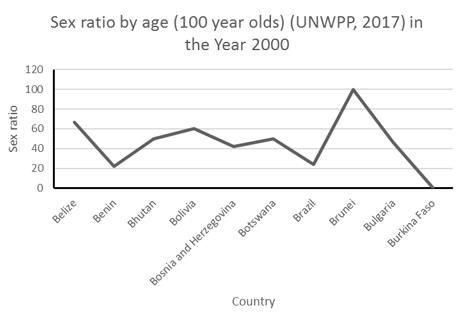 Sex ratio by age (100 year olds) (UNWPP, 2017) in
the Year 2000
120
100
80
60
40
20
0
Sex ratio
Belize
Benin
Bhutan
Bolivia
Bosnia and Herzegovina
Botswana
Brazil
Brunei
Bulgaria
Burkina Faso
Country